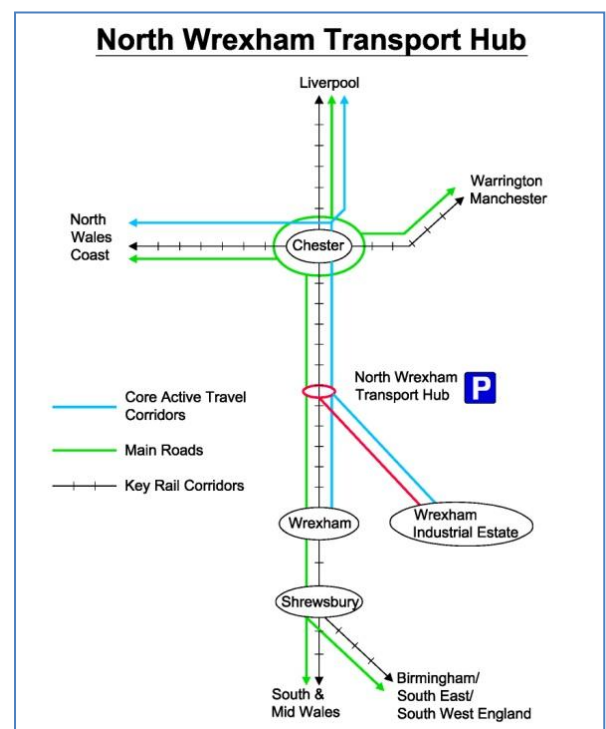 North Wrexham Transport Hub
Liverpool
Warrington
Manchester
North
Wales
Coast
Chester
North Wrexham
Transport Hub
P
Core Active Travel
Corridors
Main Roads
Key Rail Corridors
Wrexham
Wrexham
Industrial Estate
Shrewsbury
South &
Mid Wales
Birmingham/
South East/
South West England